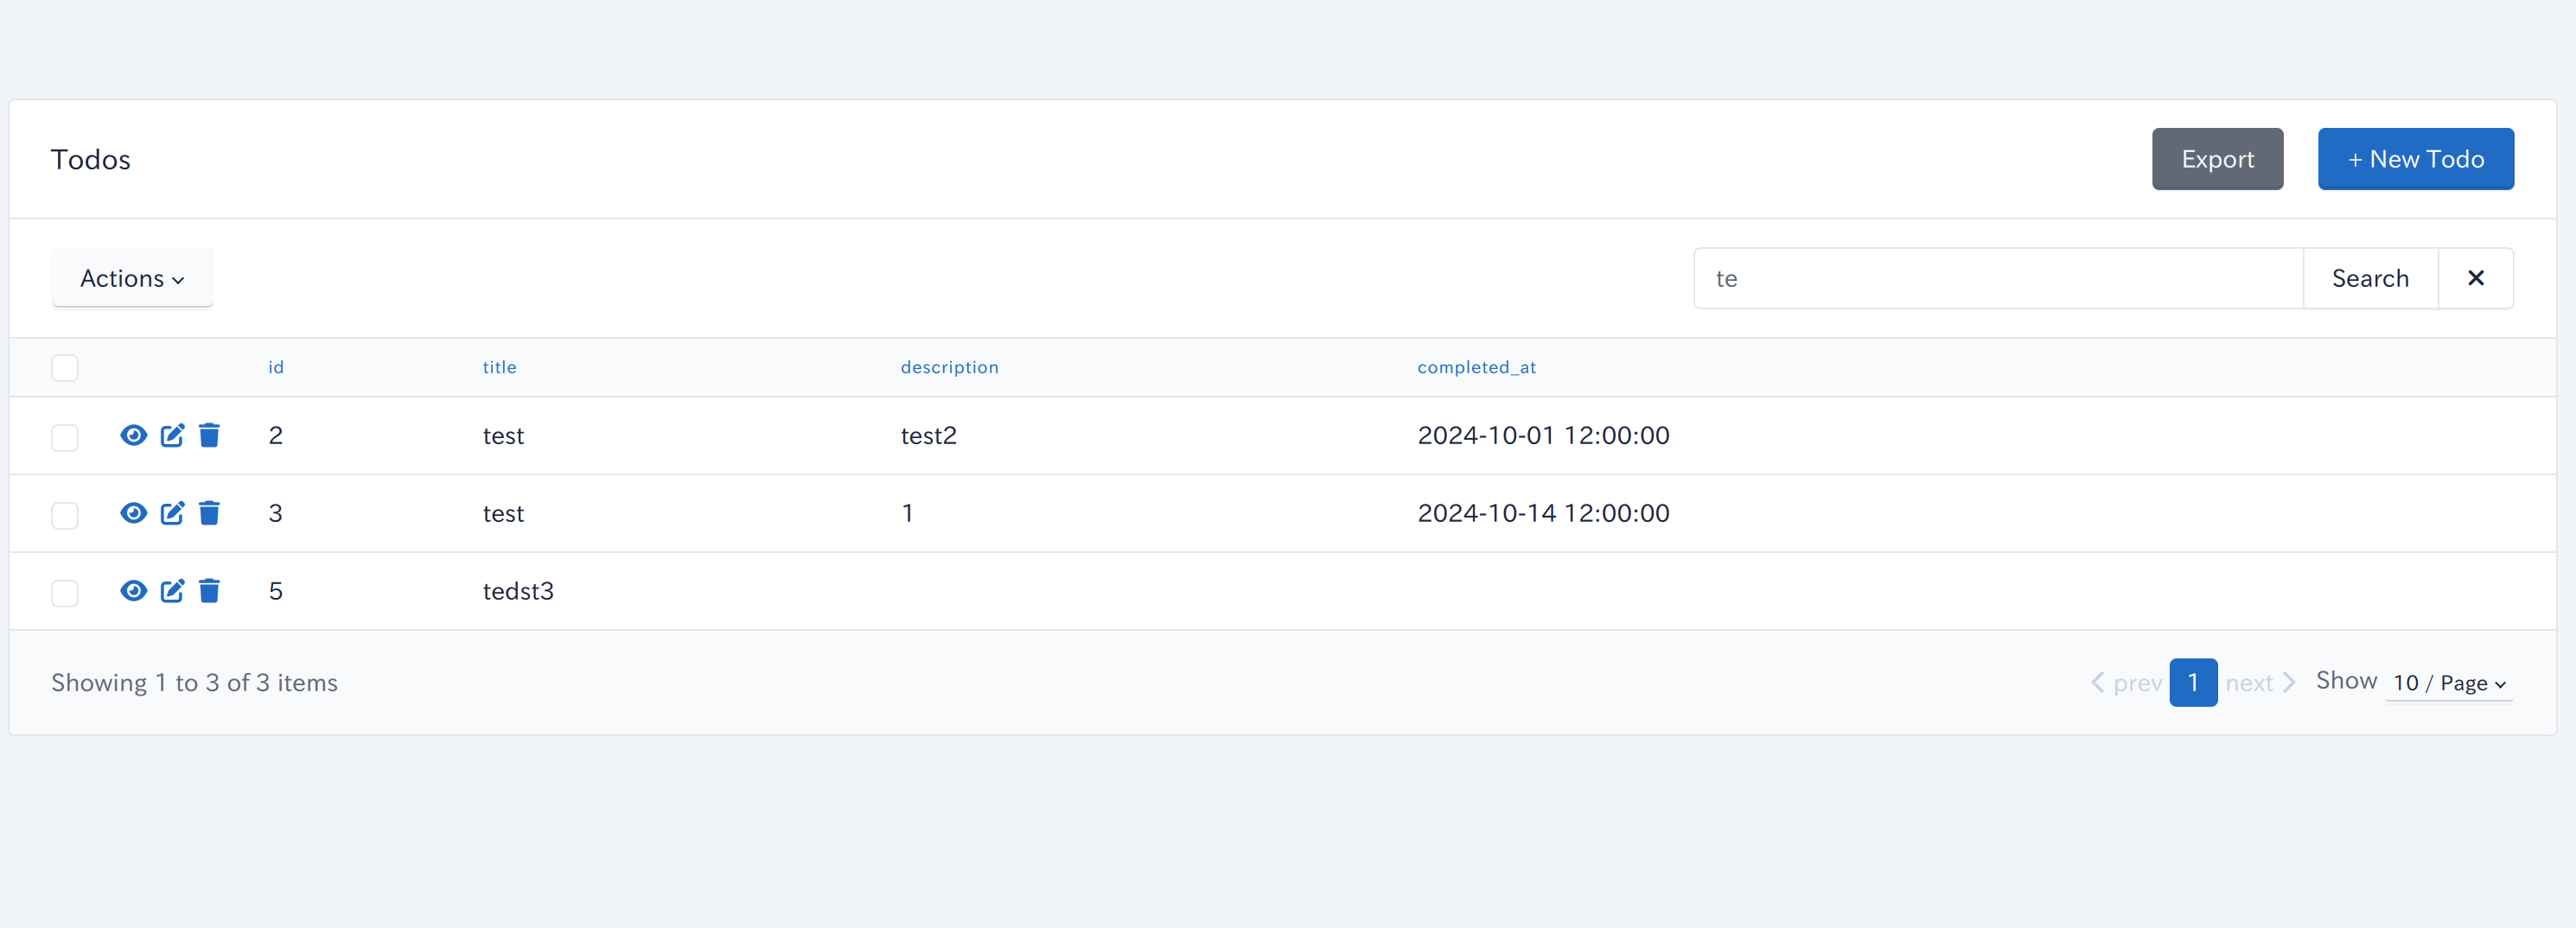 Todos Export + New Todo
Actions te Search
id title description completed_at
2 test test2 2024-10-01 12:00:00
3 test 1 2024-10-14 12:00:00
5 tedst3
Showing 1 to 3 of 3 items prev 1 next Show 10 / Page